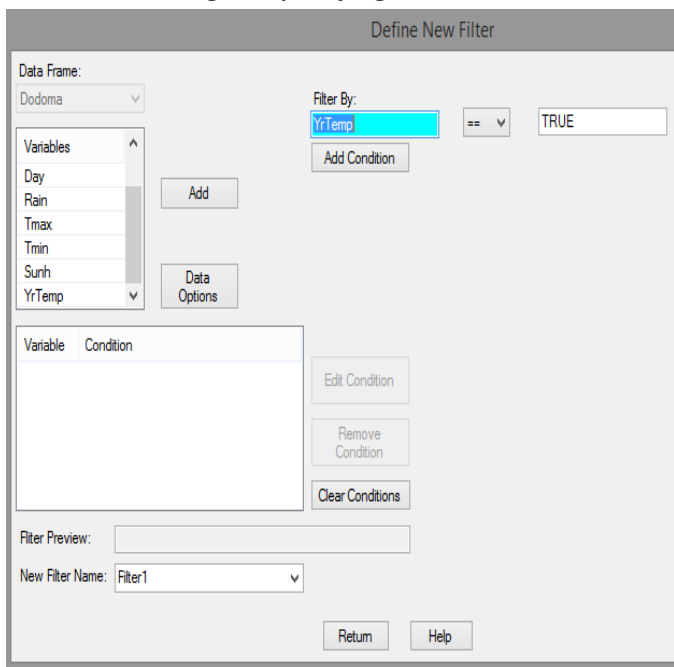 Define New Filter
Data Frame:
Dodoma
Filter By:
YrTemp
==
TRUE
Variables
Day
Rain
Tmax
Tmin
Sunh
YrTemp
Add
Data
Options
Add Condition
Variable Condition
Edit Condition
Remove
Condition
Clear Conditions
Fliter Preview:
New Filter Name: Filter1
Return Help